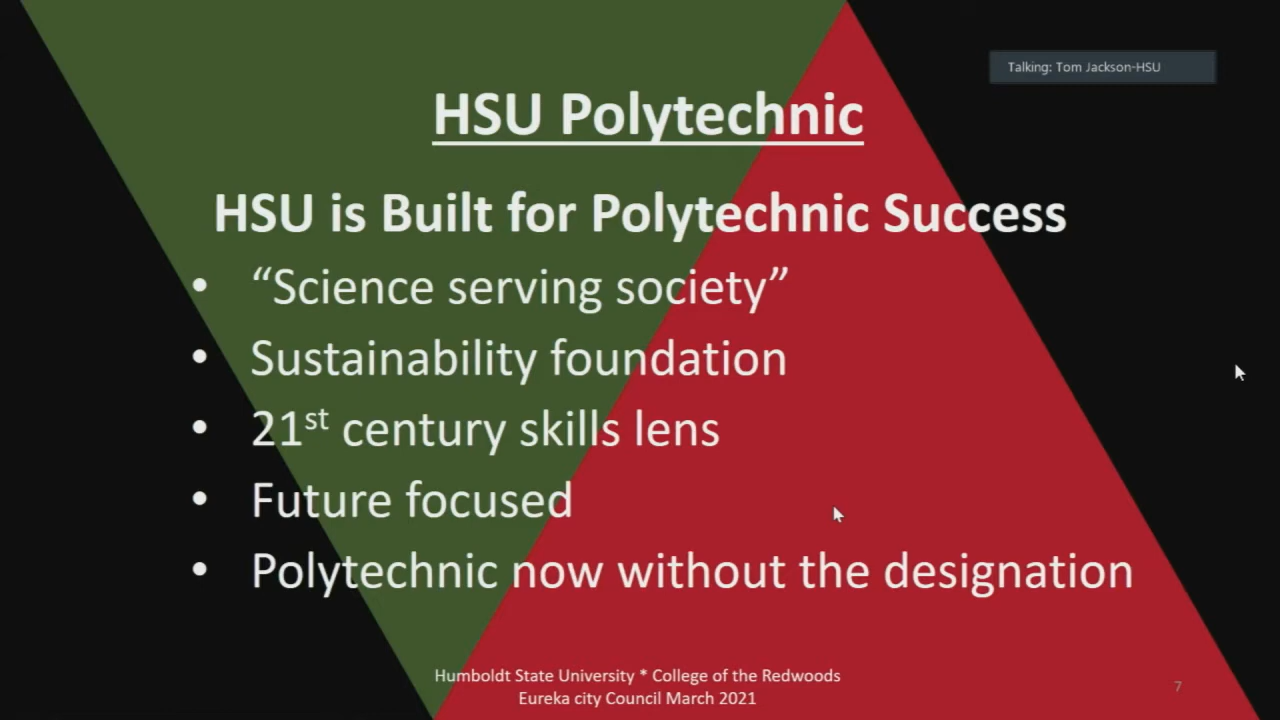 Talking: Tom Jackson-HSU
HSU Polytechnic
HSU is Built for Polytechnic Success
• “Science serving society”
• Sustainability foundation
• 21st century skills lens
• Future focused
• Polytechnic now without the designation
Humboldt State University * College of the Redwoods
Eureka city Council March 2021
7